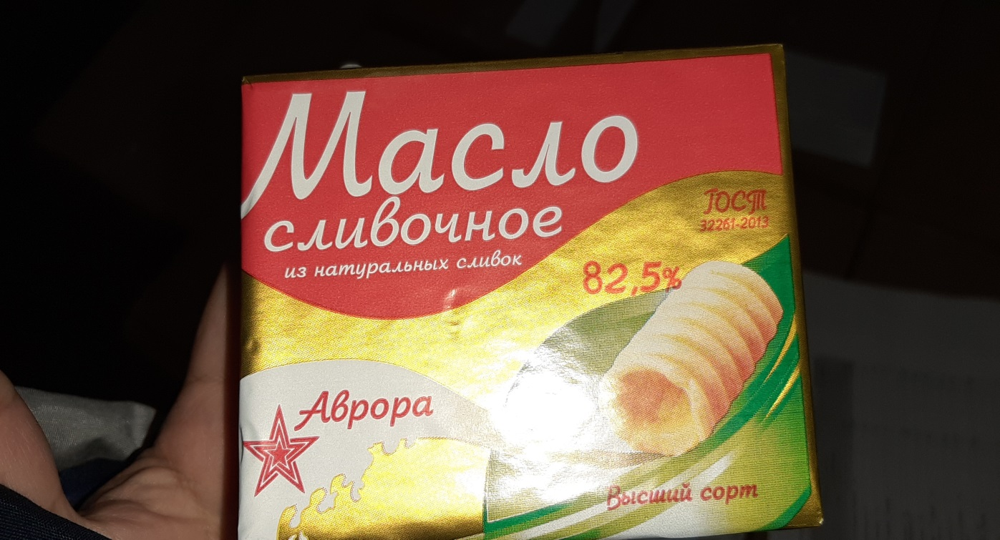 Масло
сливочное
из натуральных сливок
ГОСТ
32261-2013
82,5%
Аврора
Высший сорт